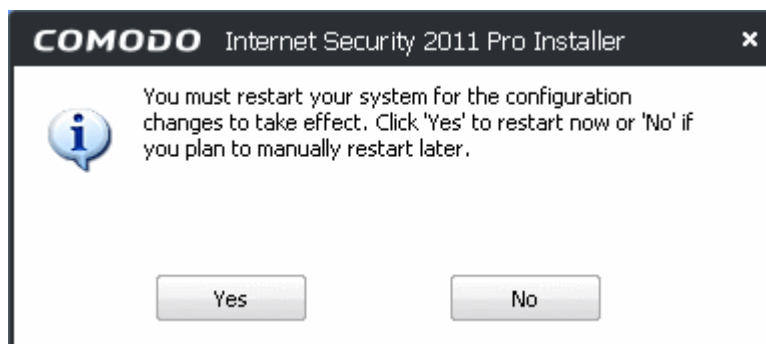 COMODO Internet Security 2011 Pro Installer
You must restart your system for the configuration
changes to take effect. Click 'Yes' to restart now or 'No' if
you plan to manually restart later.
Yes No